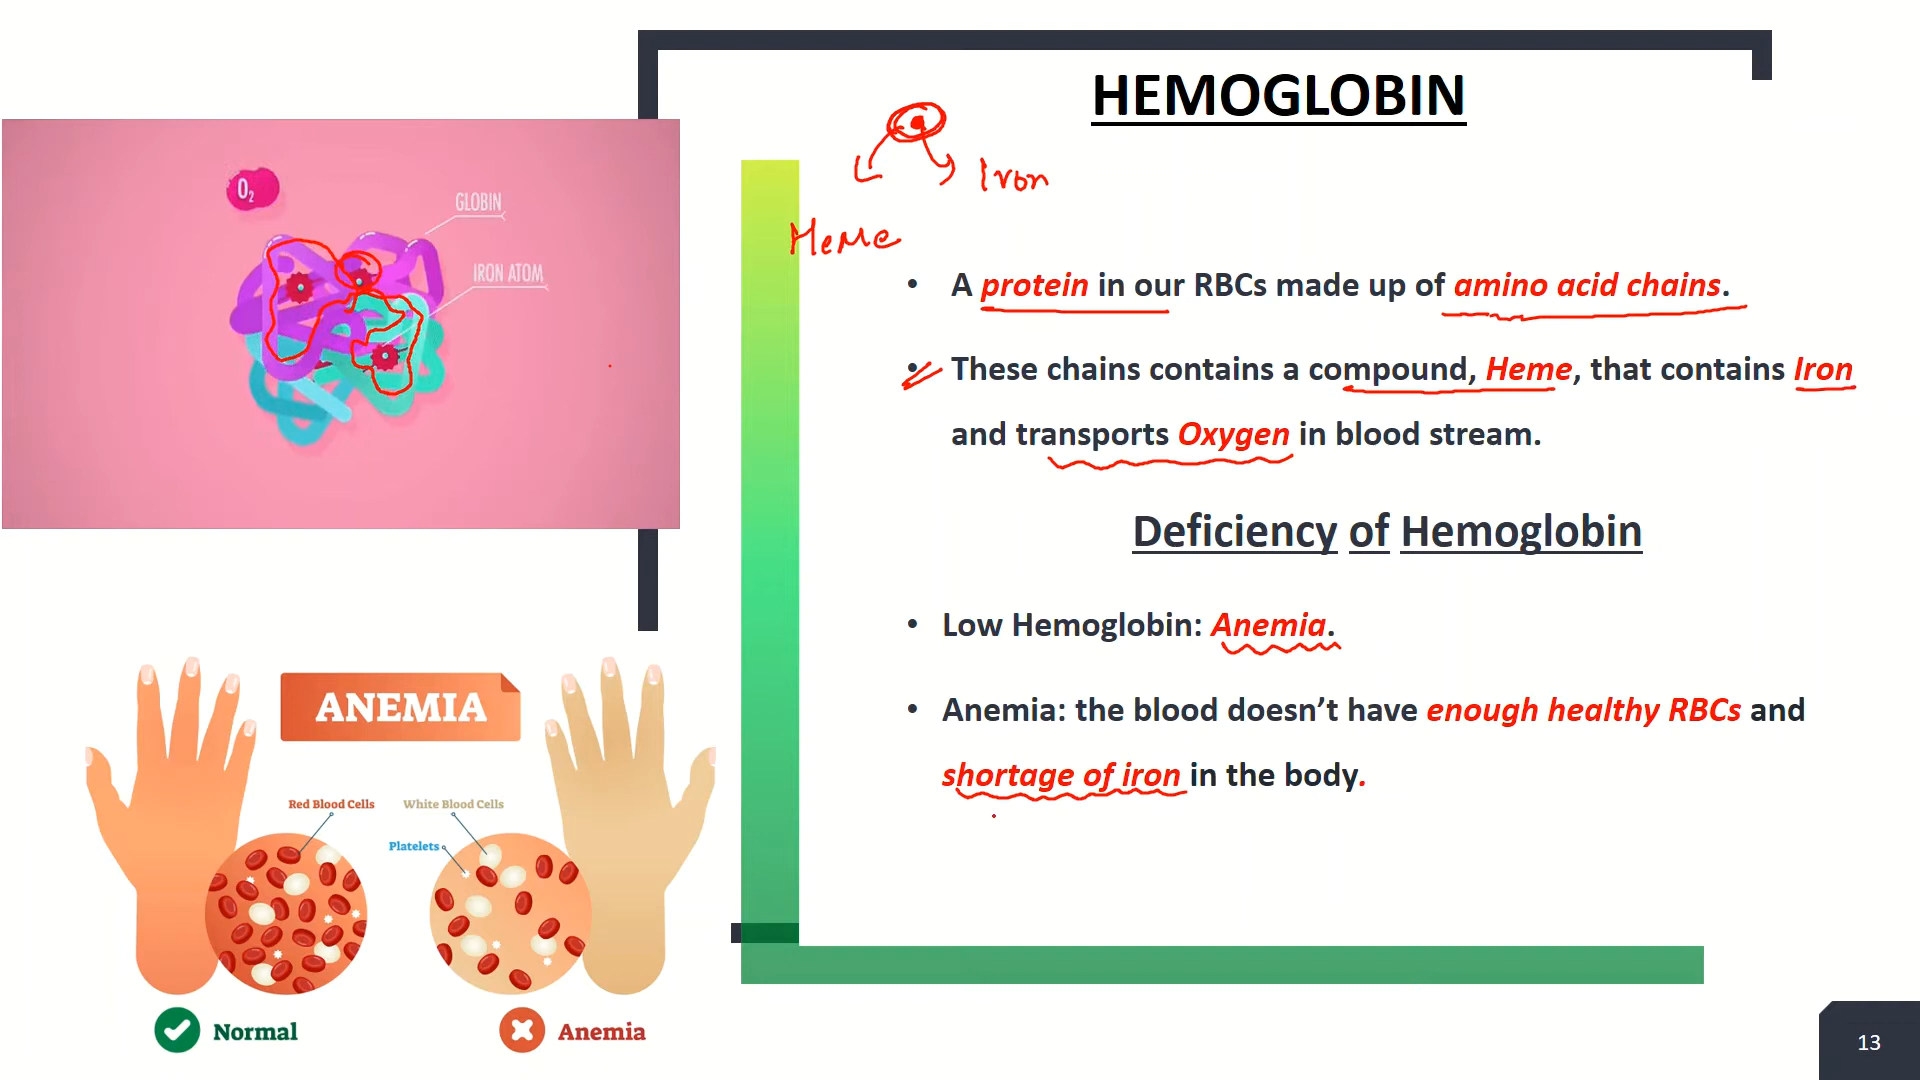 HEMOGLOBIN
Iron
Heme
O2
GLOBIN
IRON ATOM
• A protein in our RBCs made up of amino acid chains.
• These chains contains a compound, Heme, that contains Iron
and transports Oxygen in blood stream.
Deficiency of Hemoglobin
• Low Hemoglobin: Anemia.
• Anemia: the blood doesn’t have enough healthy RBCs and
shortage of iron in the body.
ANEMIA
Red Blood Cells
White Blood Cells
Platelets
Normal
Anemia
13